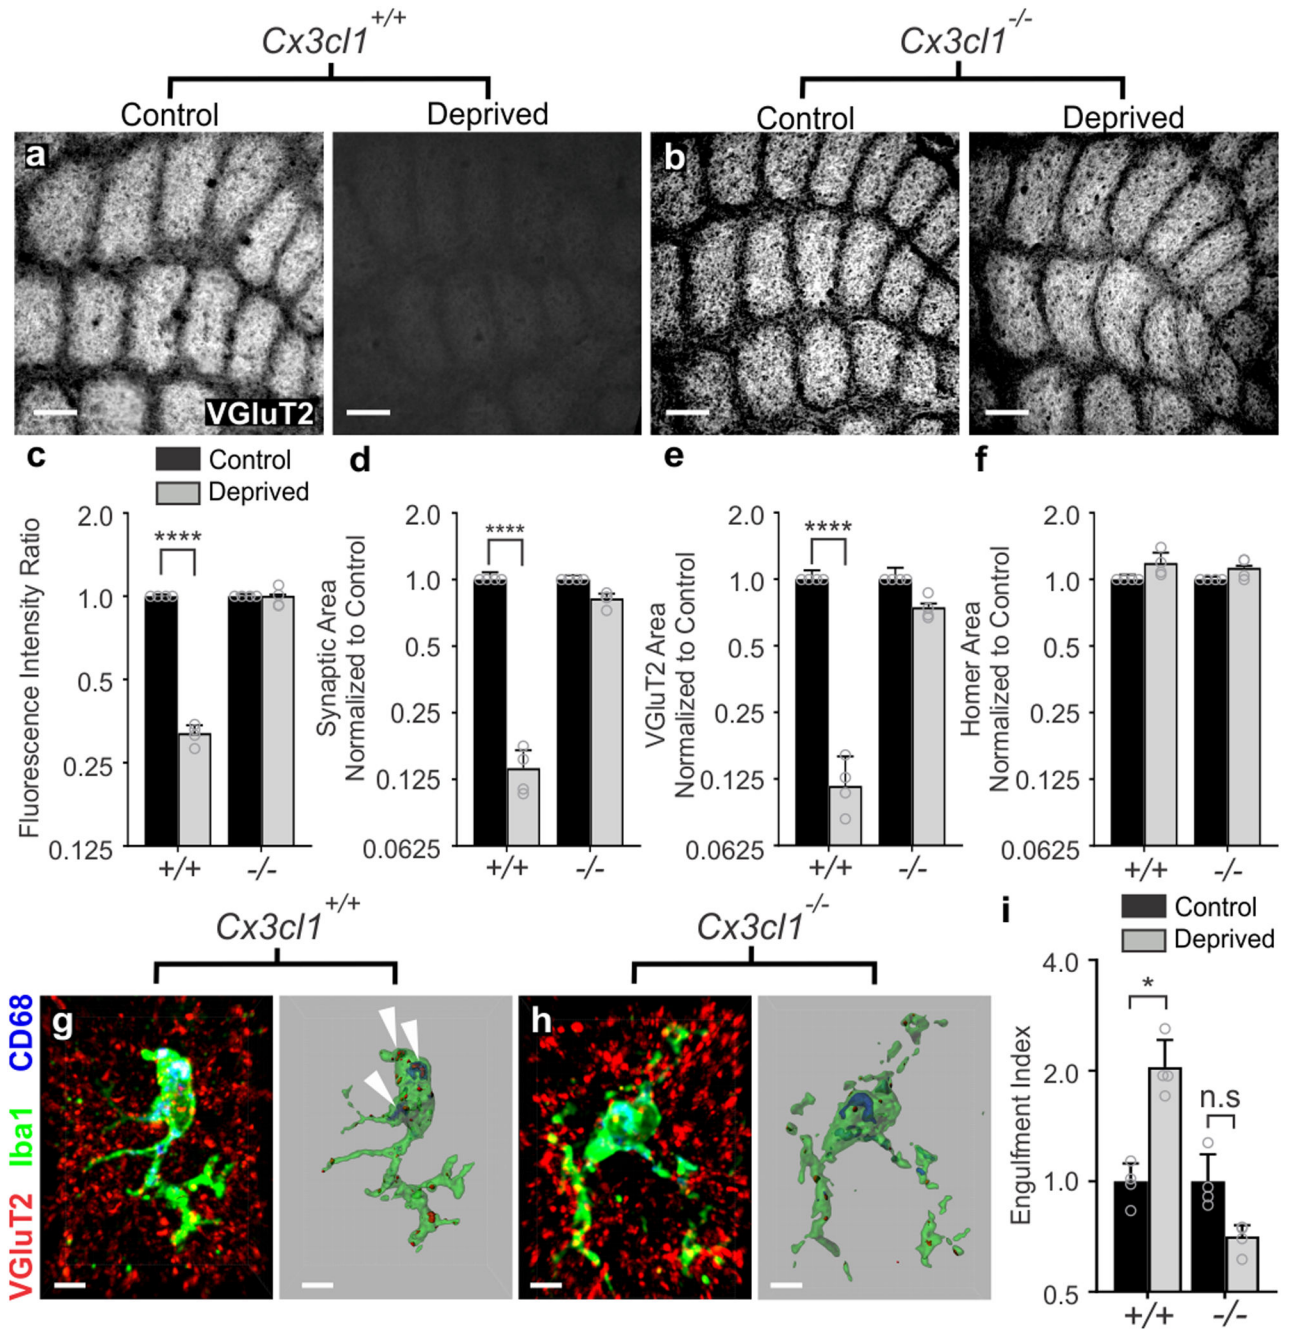 Cx3cl1+/+
Cx3cl1-/-
Control
Deprived
Control
Deprived
a
b
VGluT2
c
Control
Deprived
d
e
f
Fluorescence Intensity Ratio
2.0
1.0
0.5
0.25
0.125
****
+/+
-/-
Synaptic Area
Normalized to Control
2.0
1.0
0.5
0.25
0.125
0.0625
****
+/+
-/-
VGluT2 Area
Normalized to Control
2.0
1.0
0.5
0.25
0.125
0.0625
****
+/+
-/-
Homer Area
Normalized to Control
2.0
1.0
0.5
0.25
0.125
0.0625
+/+
-/-
Cx3cl1+/+
Cx3cl1-/-
VGluT2 Iba1 CD68
g
h
i
Control
Deprived
Engulfment Index
4.0
2.0
1.0
0.5
*
n.s
+/+
-/-